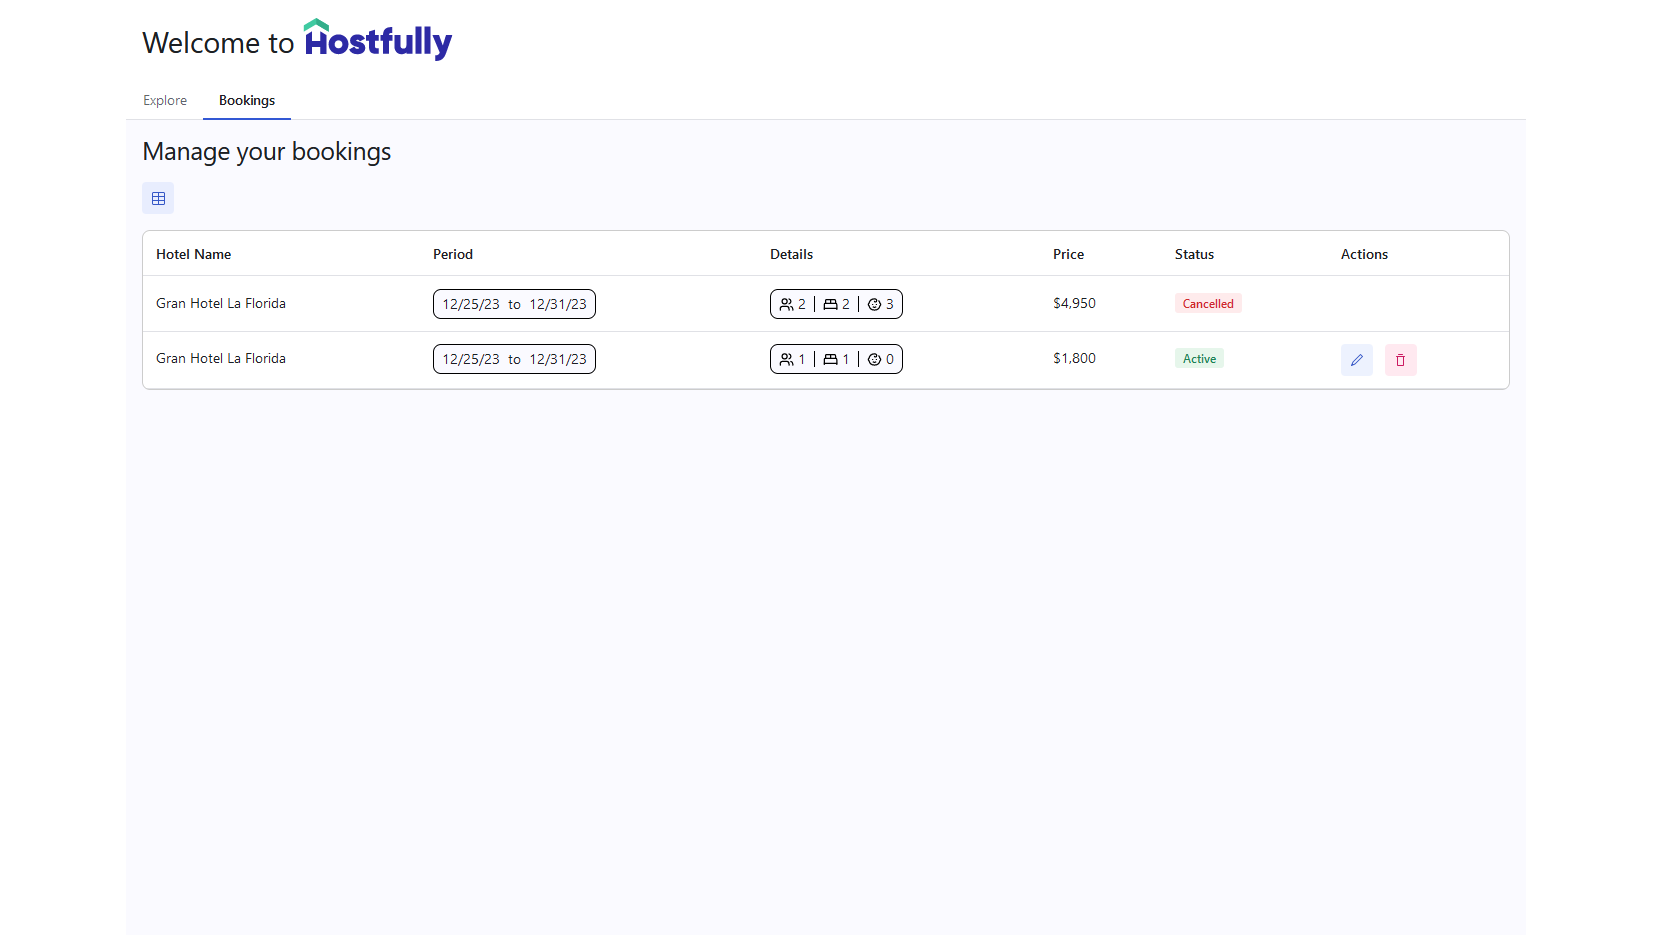 Welcome to Hostfully
Explore Bookings
Manage your bookings
Hotel Name Period Details Price Status Actions
Gran Hotel La Florida 12/25/23 to 12/31/23 2 | 2 | 3 $4,950 Cancelled
Gran Hotel La Florida 12/25/23 to 12/31/23 1 | 1 | 0 $1,800 Active